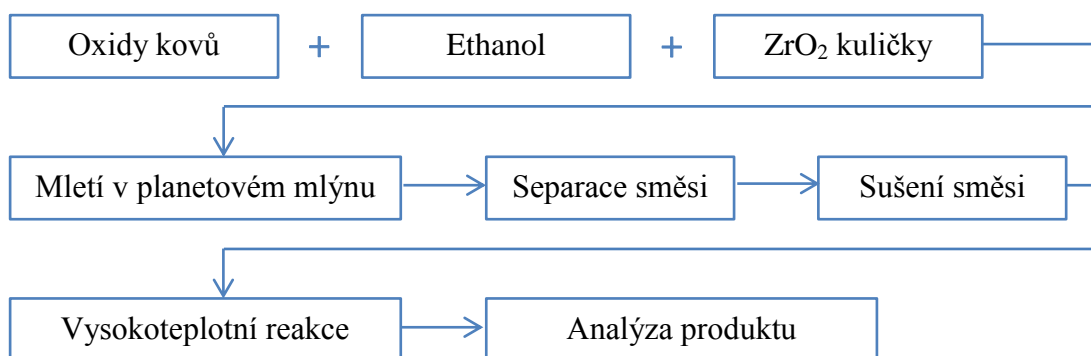 Oxidy kovů + Ethanol + ZrO₂ kuličky
Mletí v planetovém mlýnu Separace směsi Sušení směsi
Vysokoteplotní reakce Analýza produktu